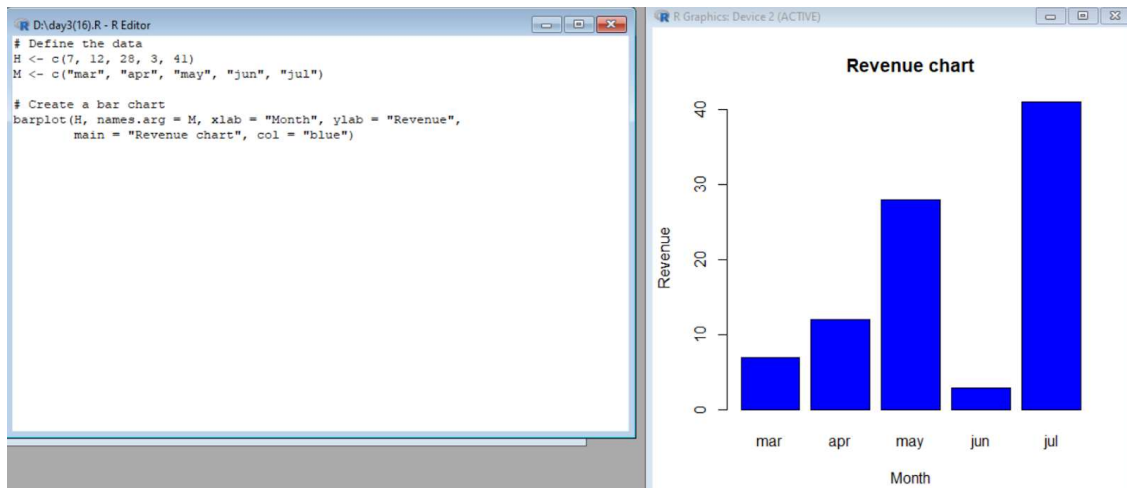 D:\day3(16).R - R Editor
# Define the data
H <- c(7, 12, 28, 3, 41)
M <- c("mar", "apr", "may", "jun", "jul")
# Create a bar chart
barplot(H, names.arg = M, xlab = "Month", ylab = "Revenue",
main = "Revenue chart", col = "blue")
R Graphics: Device 2 (ACTIVE)
Revenue chart
Revenue
40
30
20
10
0
mar apr may jun jul
Month